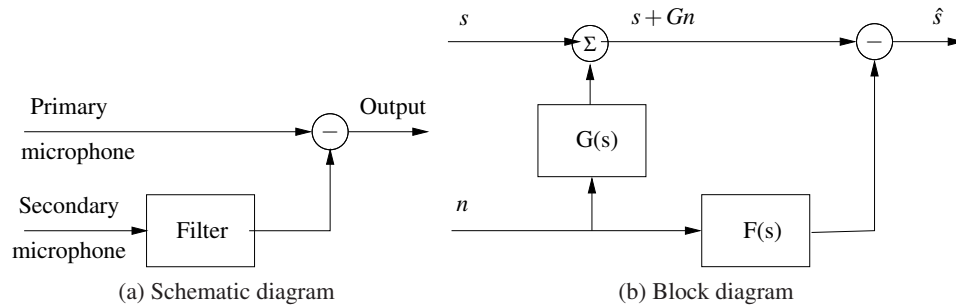 Primary
microphone
Output
Secondary
microphone
Filter
(a) Schematic diagram
s
Σ
s + Gn
−
ŝ
G(s)
n
F(s)
(b) Block diagram